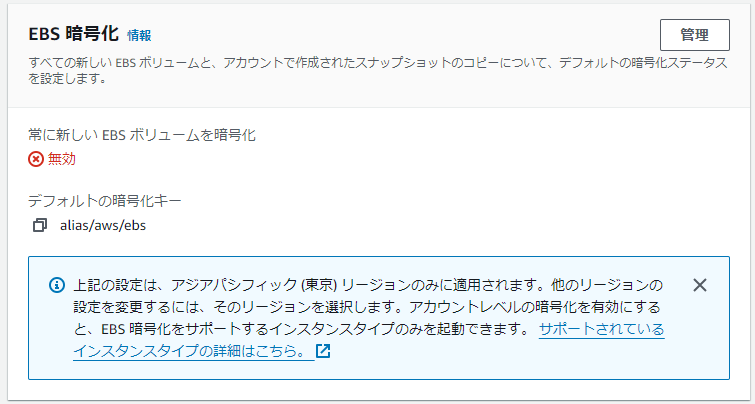 EBS 暗号化 情報
管理
すべての新しい EBS ボリュームと、アカウントで作成されたスナップショットのコピーについて、デフォルトの暗号化ステータス
を設定します。
常に新しい EBS ボリュームを暗号化
無効
デフォルトの暗号化キー
alias/aws/ebs
上記の設定は、アジアパシフィック (東京) リージョンのみに適用されます。他のリージョンの
設定を変更するには、そのリージョンを選択します。アカウントレベルの暗号化を有効にする
と、EBS 暗号化をサポートするインスタンスタイプのみを起動できます。 サポートされている
インスタンスタイプの詳細はこちら。